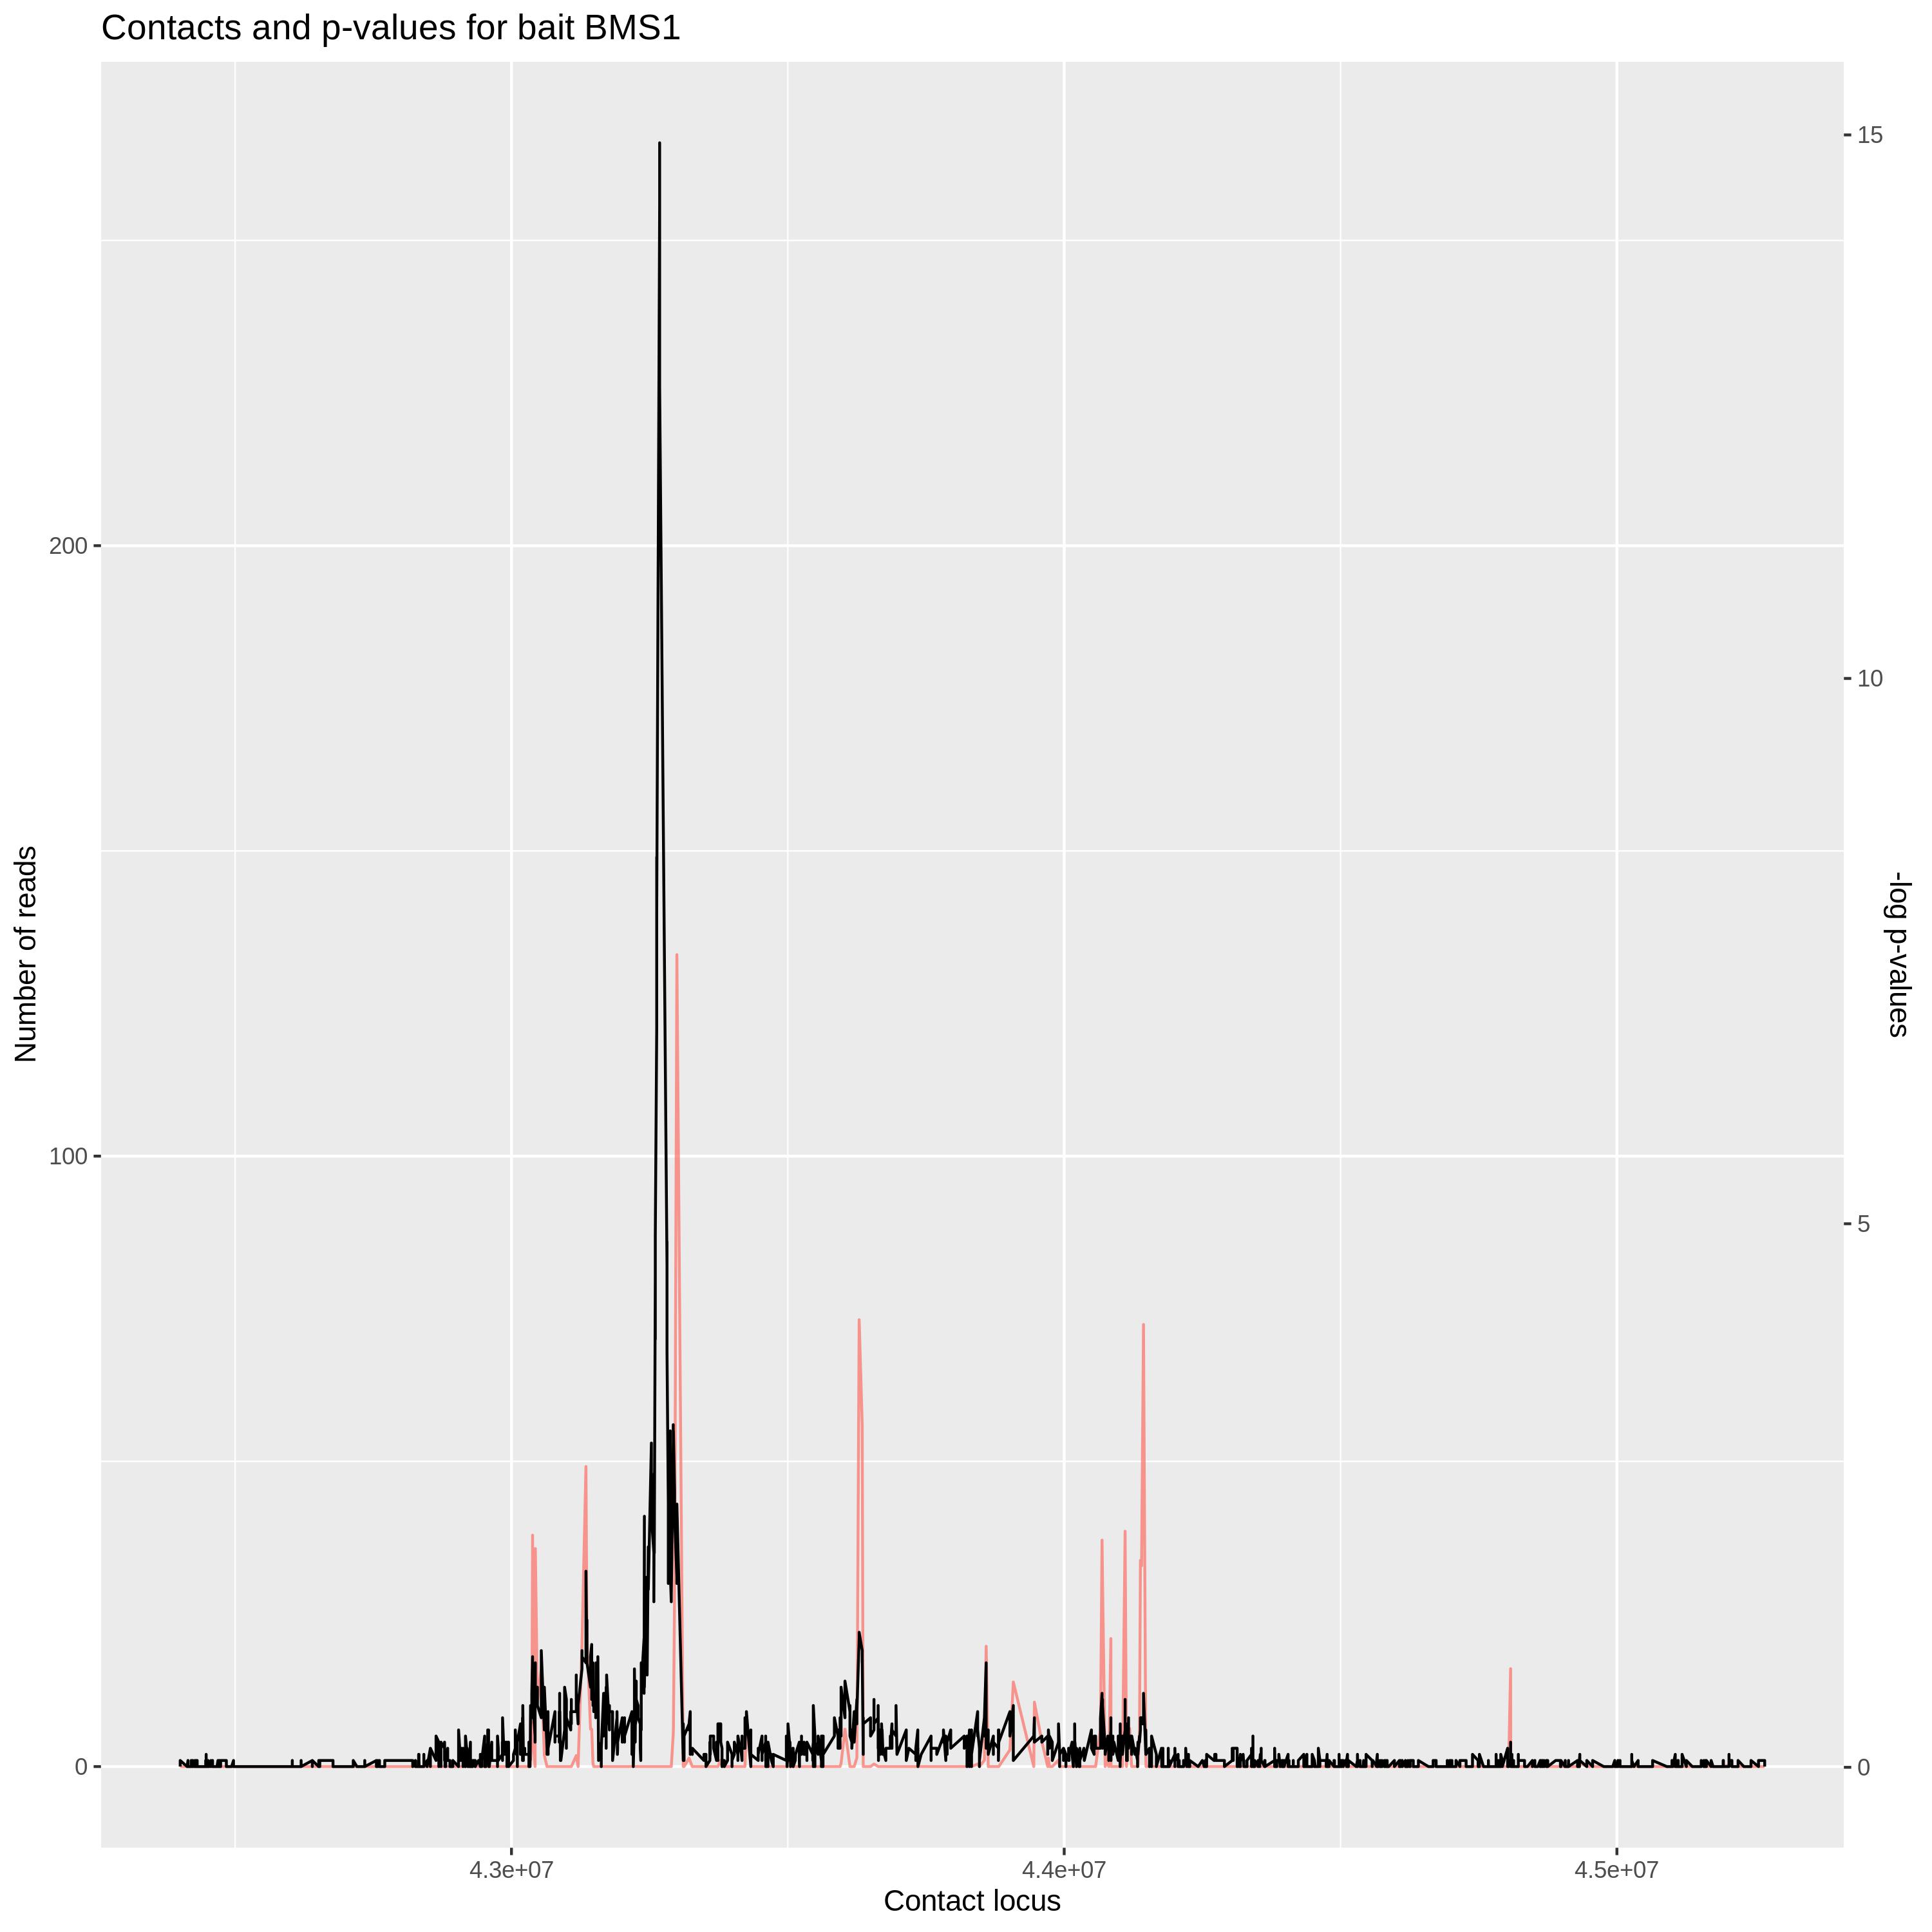 Contacts and p-values for bait BMS1
Number of reads
200
100
0
15
10
5
0
-log p-values
4.3e+07
4.4e+07
4.5e+07
Contact locus